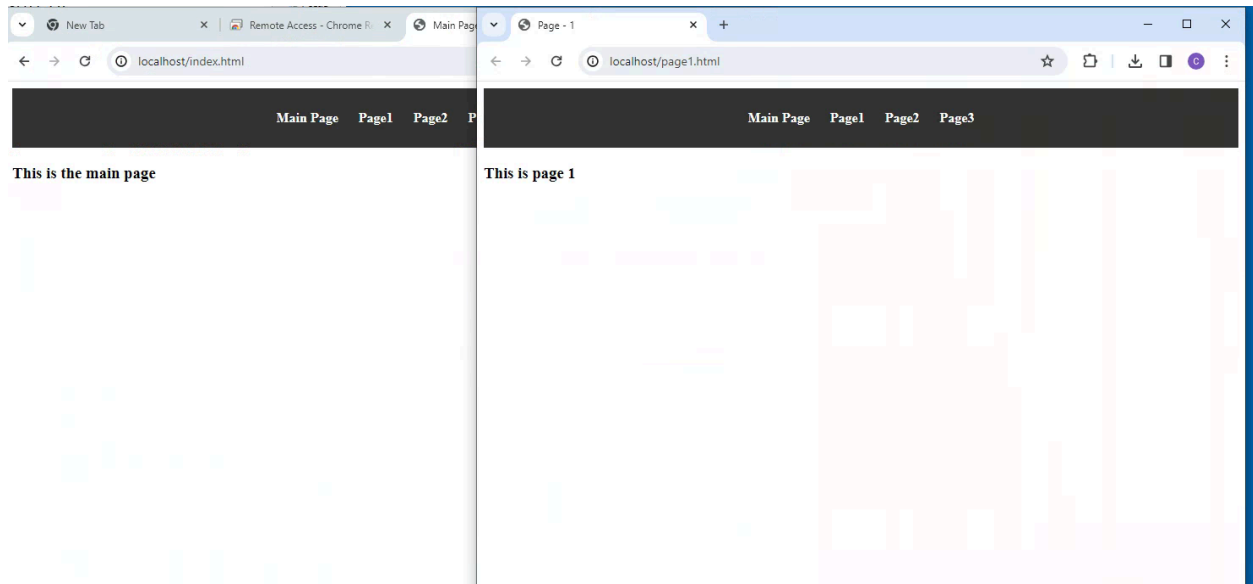 New Tab
Remote Access - Chrome R
Main Page
localhost/index.html
Main Page Page1 Page2 P
This is the main page
Page - 1
localhost/page1.html
C
Main Page Page1 Page2 Page3
This is page 1